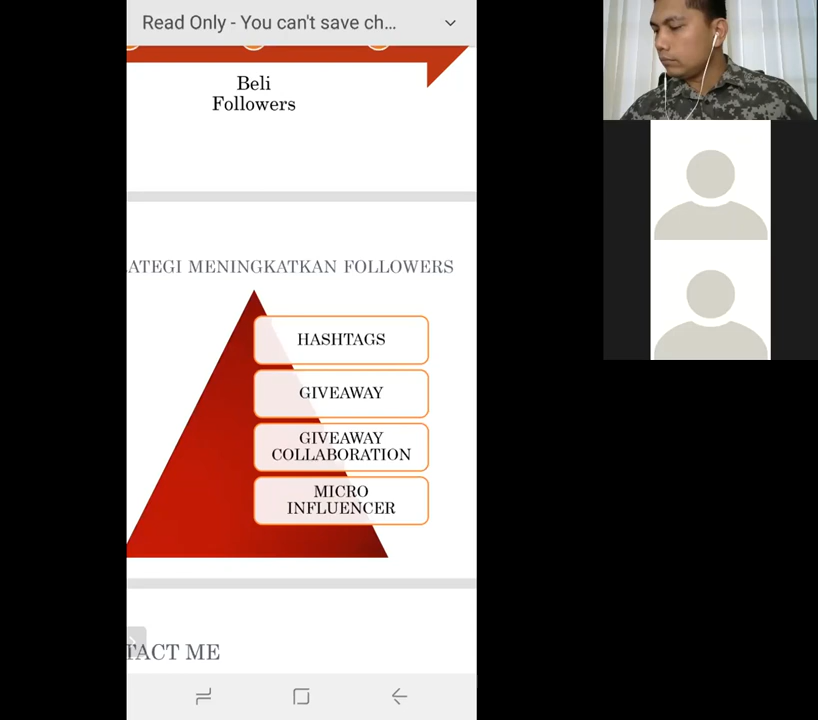 Read Only - You can't save ch...
Beli
Followers
ATEGI MENINGKATKAN FOLLOWERS
HASHTAGS
GIVEAWAY
GIVEAWAY
COLLABORATION
MICRO
INFLUENCER
TACT ME